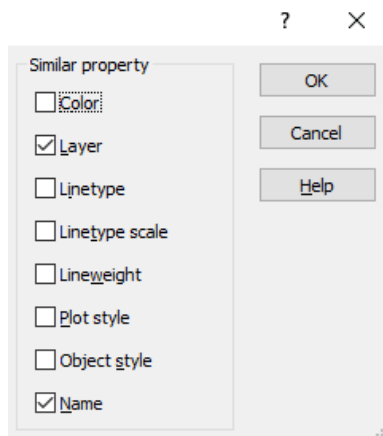 ?
Similar property
OK
Color
Cancel
Layer
Linetype
Help
Linetype scale
Lineweight
Plot style
Object style
Name